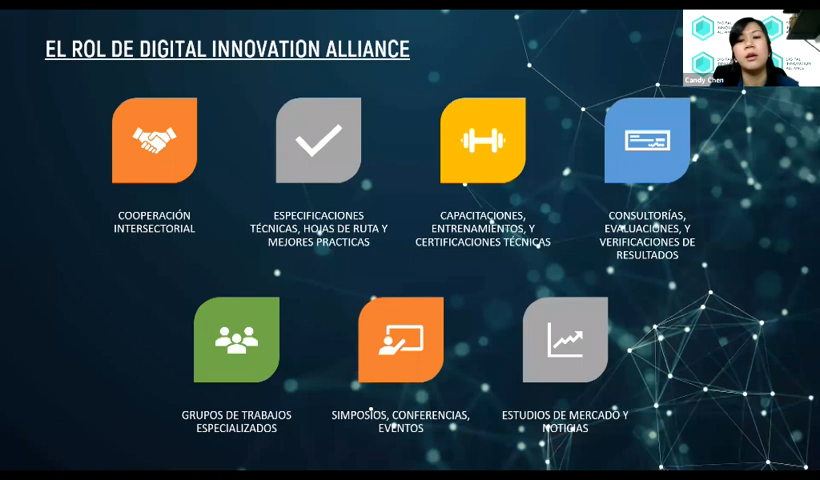 EL ROL DE DIGITAL INNOVATION ALLIANCE
Candy Chen
COOPERACIÓN
INTERSECTORIAL
ESPECIFICACIONES
TÉCNICAS, HOJAS DE RUTA Y
MEJORES PRACTICAS
CAPACITACIONES,
ENTRENAMIENTOS, Y
CERTIFICACIONES TÉCNICAS
CONSULTORÍAS,
EVALUACIONES, Y
VERIFICACIONES DE
RESULTADOS
GRUPOS DE TRABAJOS
ESPECIALIZADOS
SIMPOSIOS, CONFERENCIAS,
EVENTOS
ESTUDIOS DE MERCADO Y
NOTICIAS